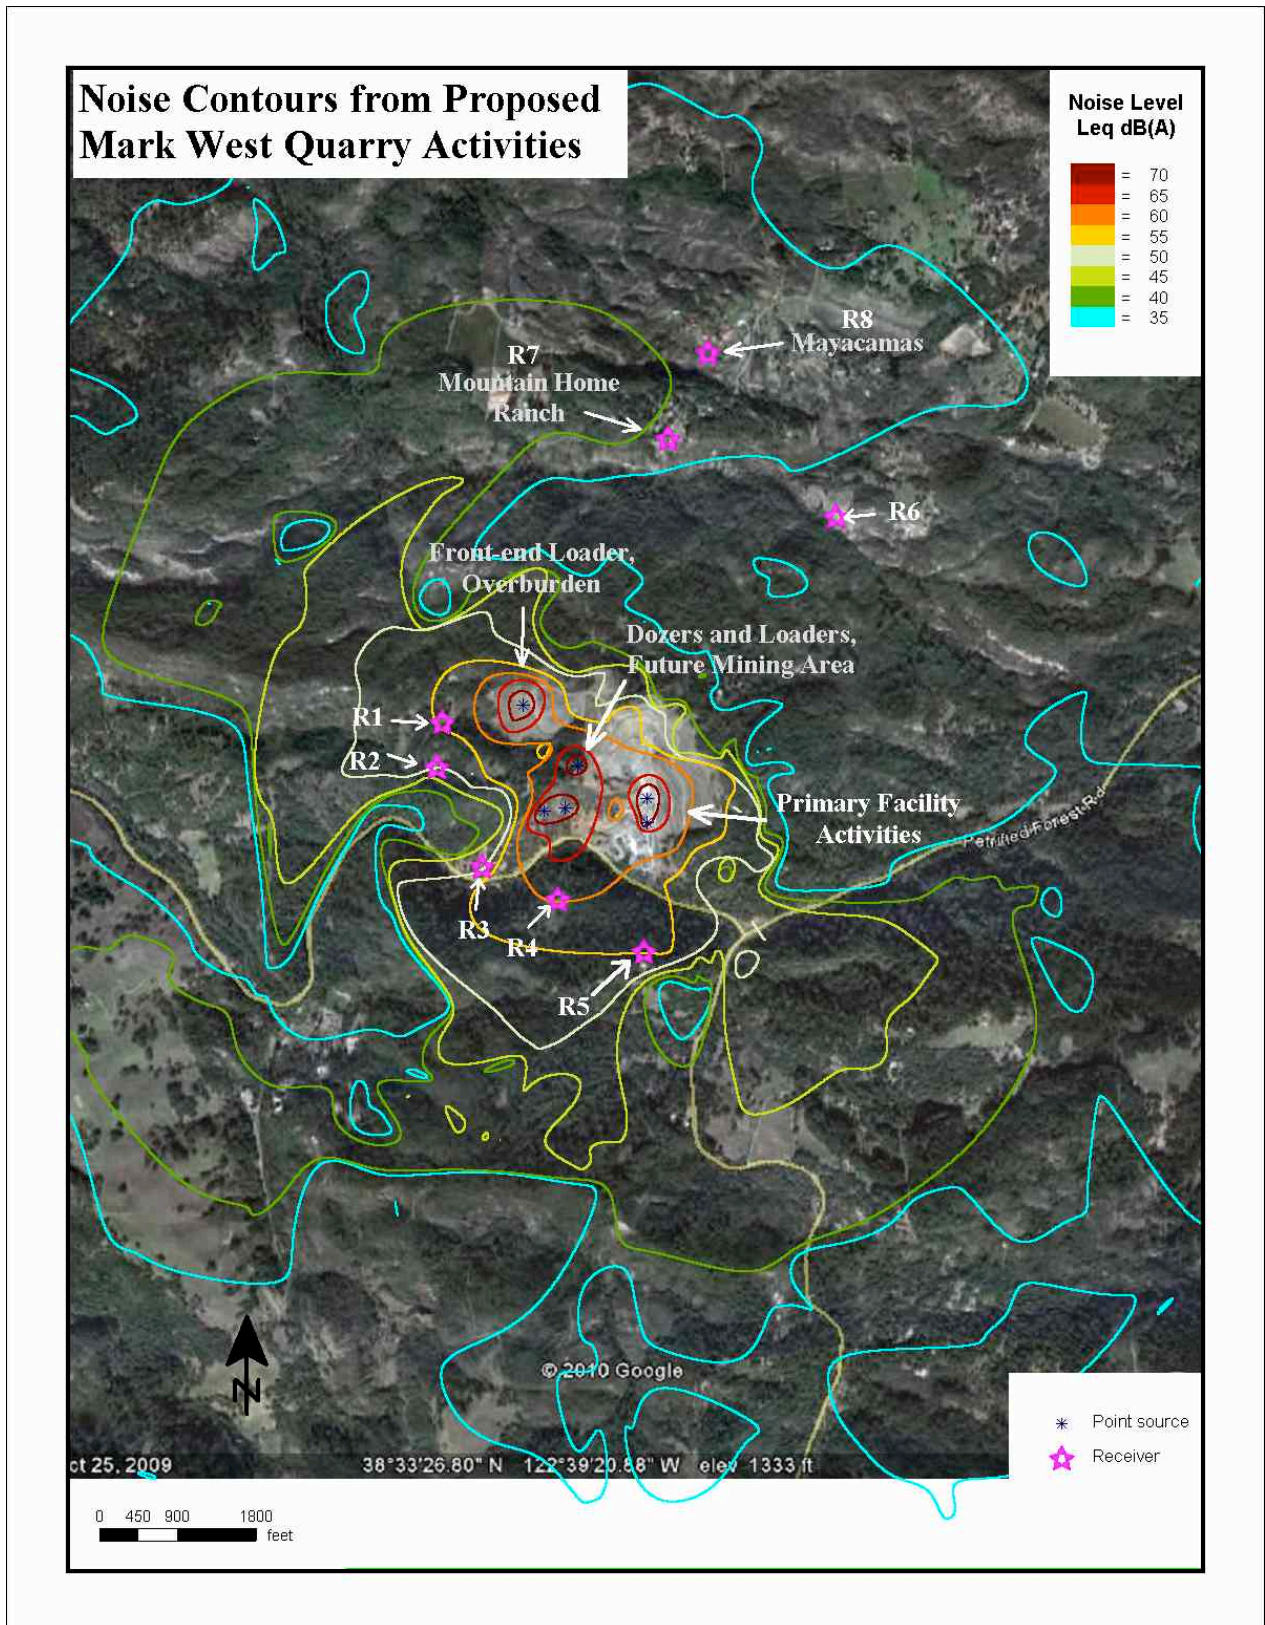 Noise Contours from Proposed
Mark West Quarry Activities
Noise Level
Leq dB(A)
= 70
= 65
= 60
= 55
= 50
= 45
= 40
= 35
R8
Mayacamas
R7
Mountain Home
Ranch
R6
Front-end Loader,
Overburden
Dozers and Loaders,
Future Mining Area
R1
R2
Primary Facility
Activities
Petrified Forest Rd
R3
R4
R5
N
© 2010 Google
ct 25, 2009
38°33'26.80" N 122°39'20.88" W elev 1333 ft
Point source
Receiver
0 450 900 1800
feet